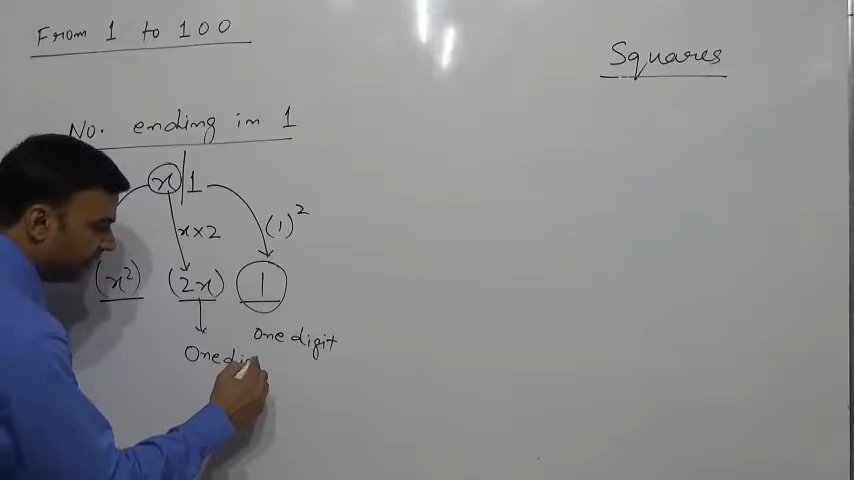 From 1 to 100
Squares
No. ending in 1
x|1
x×2
(1)²
(x²) (2x) 1
One digit
One di